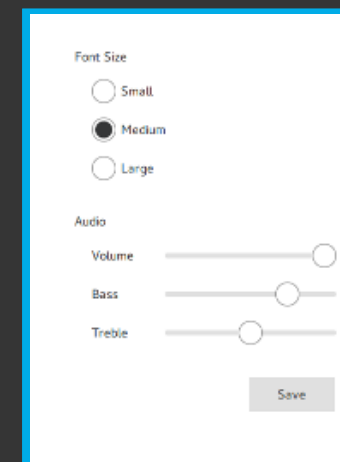 Font Size
Small
Medium
Large
Audio
Volume
Bass
Treble
Save